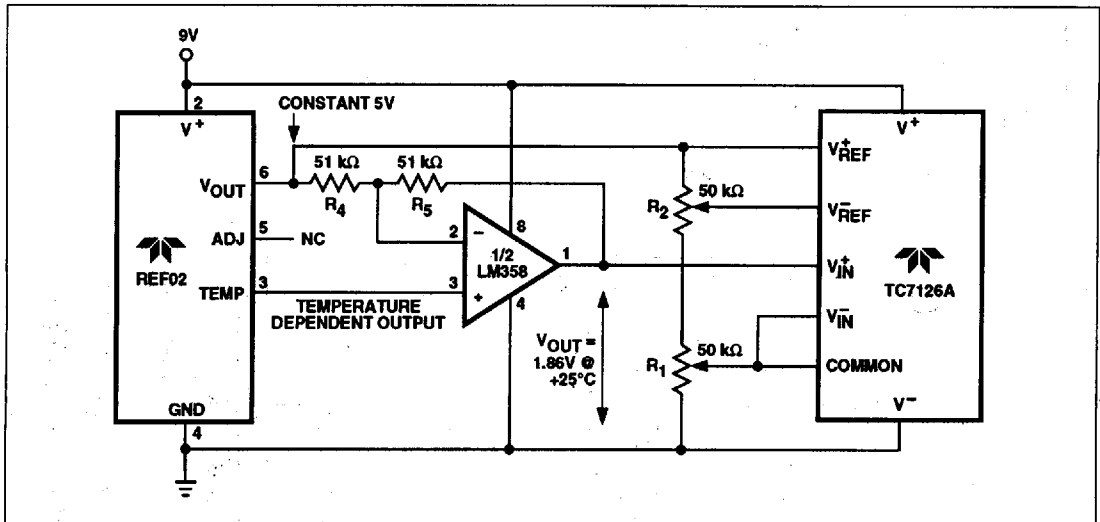 9V
2
V+
CONSTANT 5V
V+
51 kΩ
51 kΩ
VOUT
6
R4
R5
V+REF
50 kΩ
R2
V-REF
ADJ
5
NC
2
-
8
1/2
LM358
1
V+IN
REF02
TEMP
3
3
+
4
TEMPERATURE
DEPENDENT OUTPUT
TC7126A
V-IN
VOUT =
1.86V @
+25°C
50 kΩ
R1
COMMON
GND
4
V-